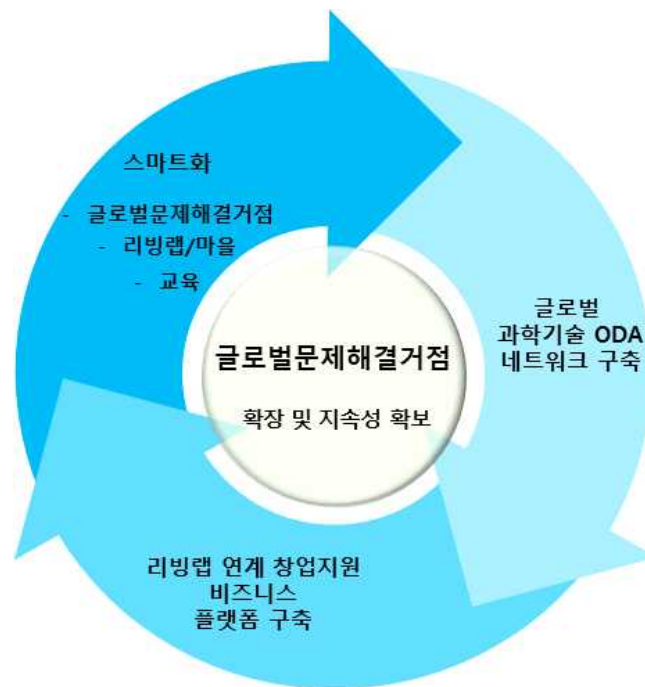 스마트화
- 글로벌문제해결거점
- 리빙랩/마을
- 교육
글로벌
과학기술 ODA
네트워크 구축
글로벌문제해결거점
확장 및 지속성 확보
리빙랩 연계 창업지원
비즈니스
플랫폼 구축